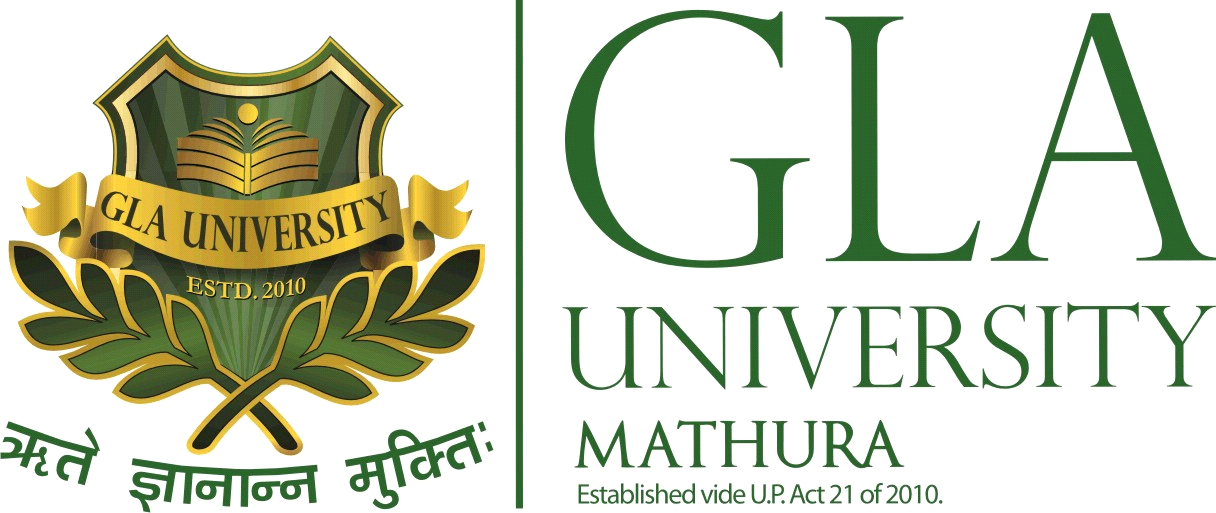 GLA UNIVERSITY
ESTD. 2010
ऋते ज्ञानान्न मुक्तिः
GLA
UNIVERSITY
MATHURA
Established vide U.P. Act 21 of 2010.